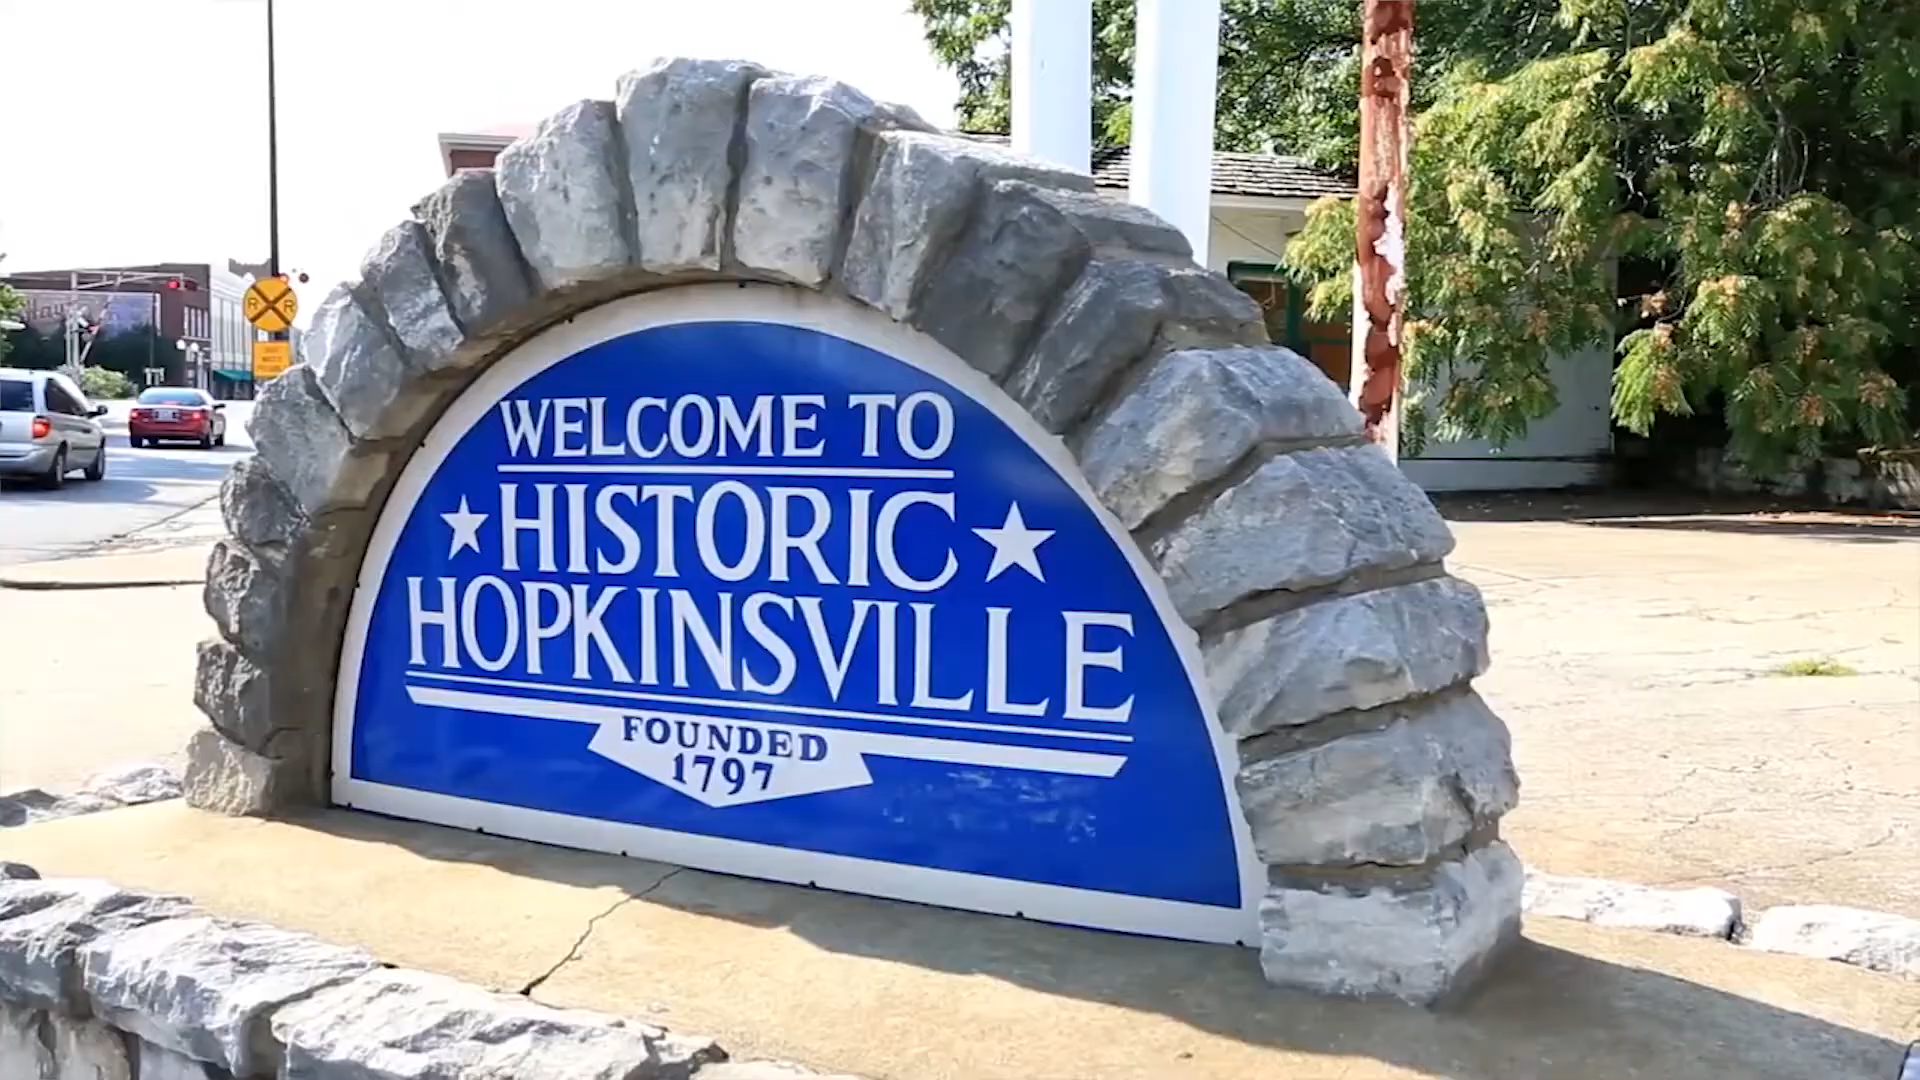 WELCOME TO
HISTORIC
HOPKINSVILLE
FOUNDED
1797
R R